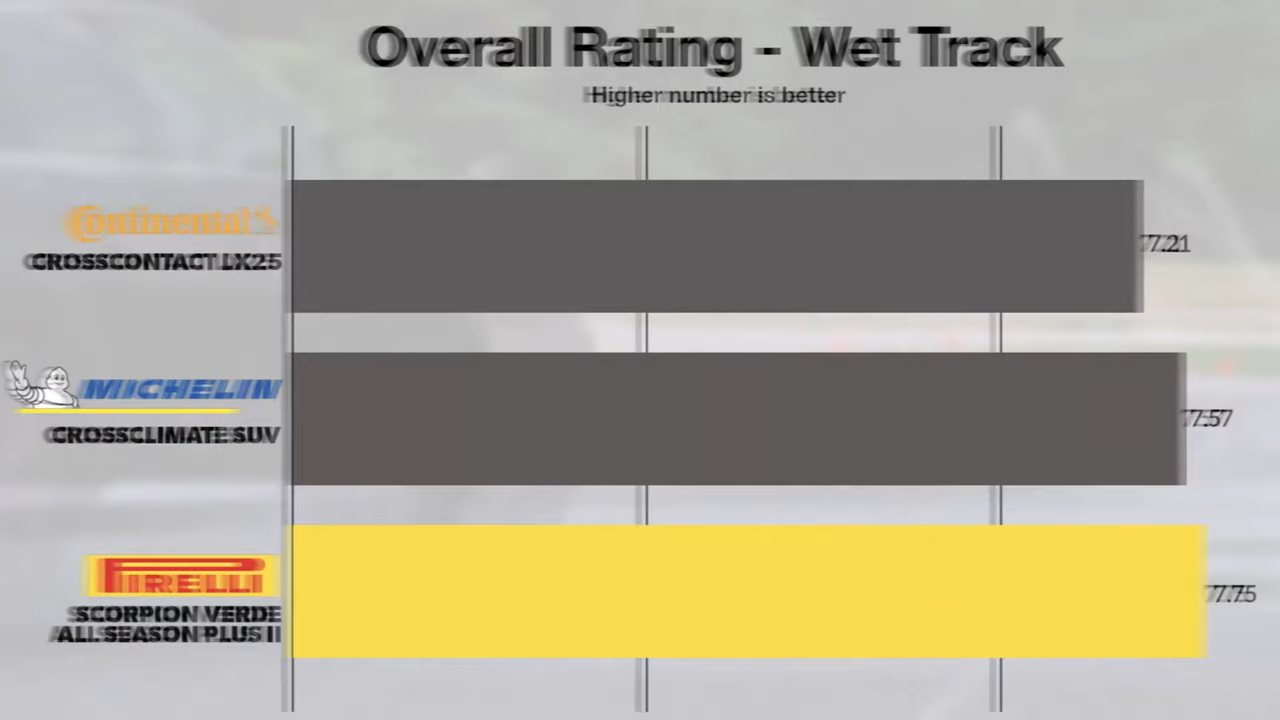 Overall Rating - Wet Track
Higher number is better
Continental
CROSSCONTACT LX25
77.21
MICHELIN
CROSSCLIMATE SUV
77.57
PIRELLI
SCORPION VERDE
ALL SEASON PLUS II
77.75